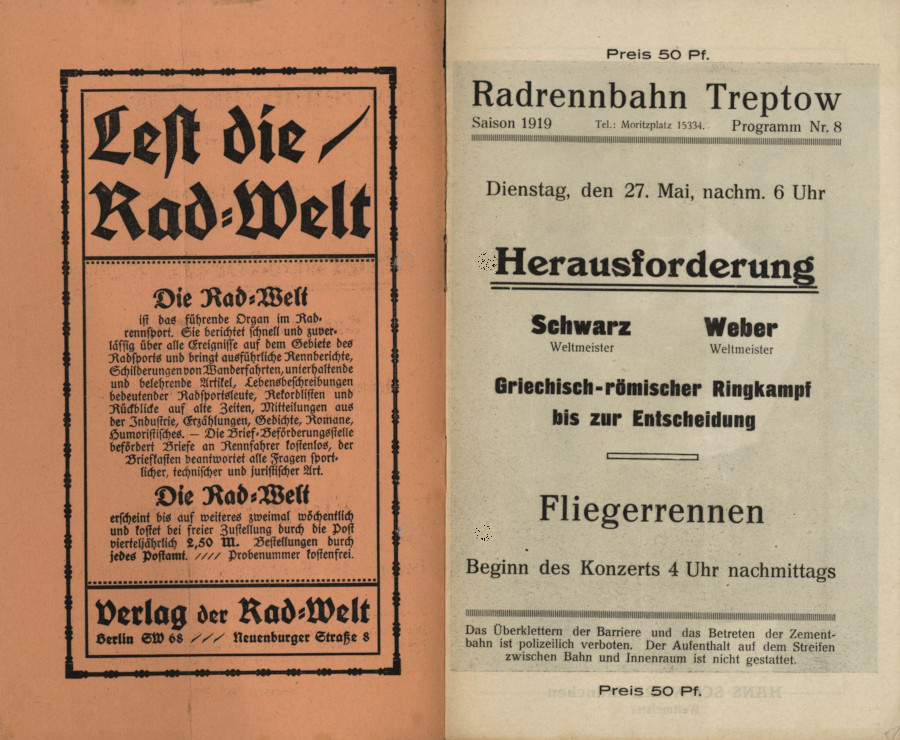 Lest die
Rad-Welt
Die Rad-Welt
ist das führende Organ im Rad-
rennsport. Sie berichtet schnell und zuver-
lässig über alle Ereignisse auf dem Gebiete des
Radsports und bringt ausführliche Rennberichte,
Schilderungen von Wanderfahrten, unterhaltende
und belehrende Artikel, Lebensbeschreibungen
bedeutender Radsportsleute, Rekordlisten und
Rückblicke auf alte Zeiten, Mitteilungen aus
der Industrie, Erzählungen, Gedichte, Romane,
Humoristisches. — Die Brief-Beförderungsstelle
befördert Briefe an Rennfahrer kostenlos, der
Briefkasten beantwortet alle Fragen sport-
licher, technischer und juristischer Art.
Die Rad-Welt
erscheint bis auf weiteres zweimal wöchentlich
und kostet bei freier Zustellung durch die Post
vierteljährlich 2,50 M. Bestellungen durch
jedes Postamt. //// Probenummer kostenfrei.
Verlag der Rad-Welt
Berlin SW 68 /// Neuenburger Straße 8
Preis 50 Pf.
Radrennbahn Treptow
Saison 1919 Tel.: Moritzplatz 15334. Programm Nr. 8
Dienstag, den 27. Mai, nachm. 6 Uhr
Herausforderung
Schwarz Weber
Weltmeister Weltmeister
Griechisch-römischer Ringkampf
bis zur Entscheidung
Fliegerrennen
Beginn des Konzerts 4 Uhr nachmittags
Das Überklettern der Barriere und das Betreten der Zement-
bahn ist polizeilich verboten. Der Aufenthalt auf dem Streifen
zwischen Bahn und Innenraum ist nicht gestattet.
Preis 50 Pf.